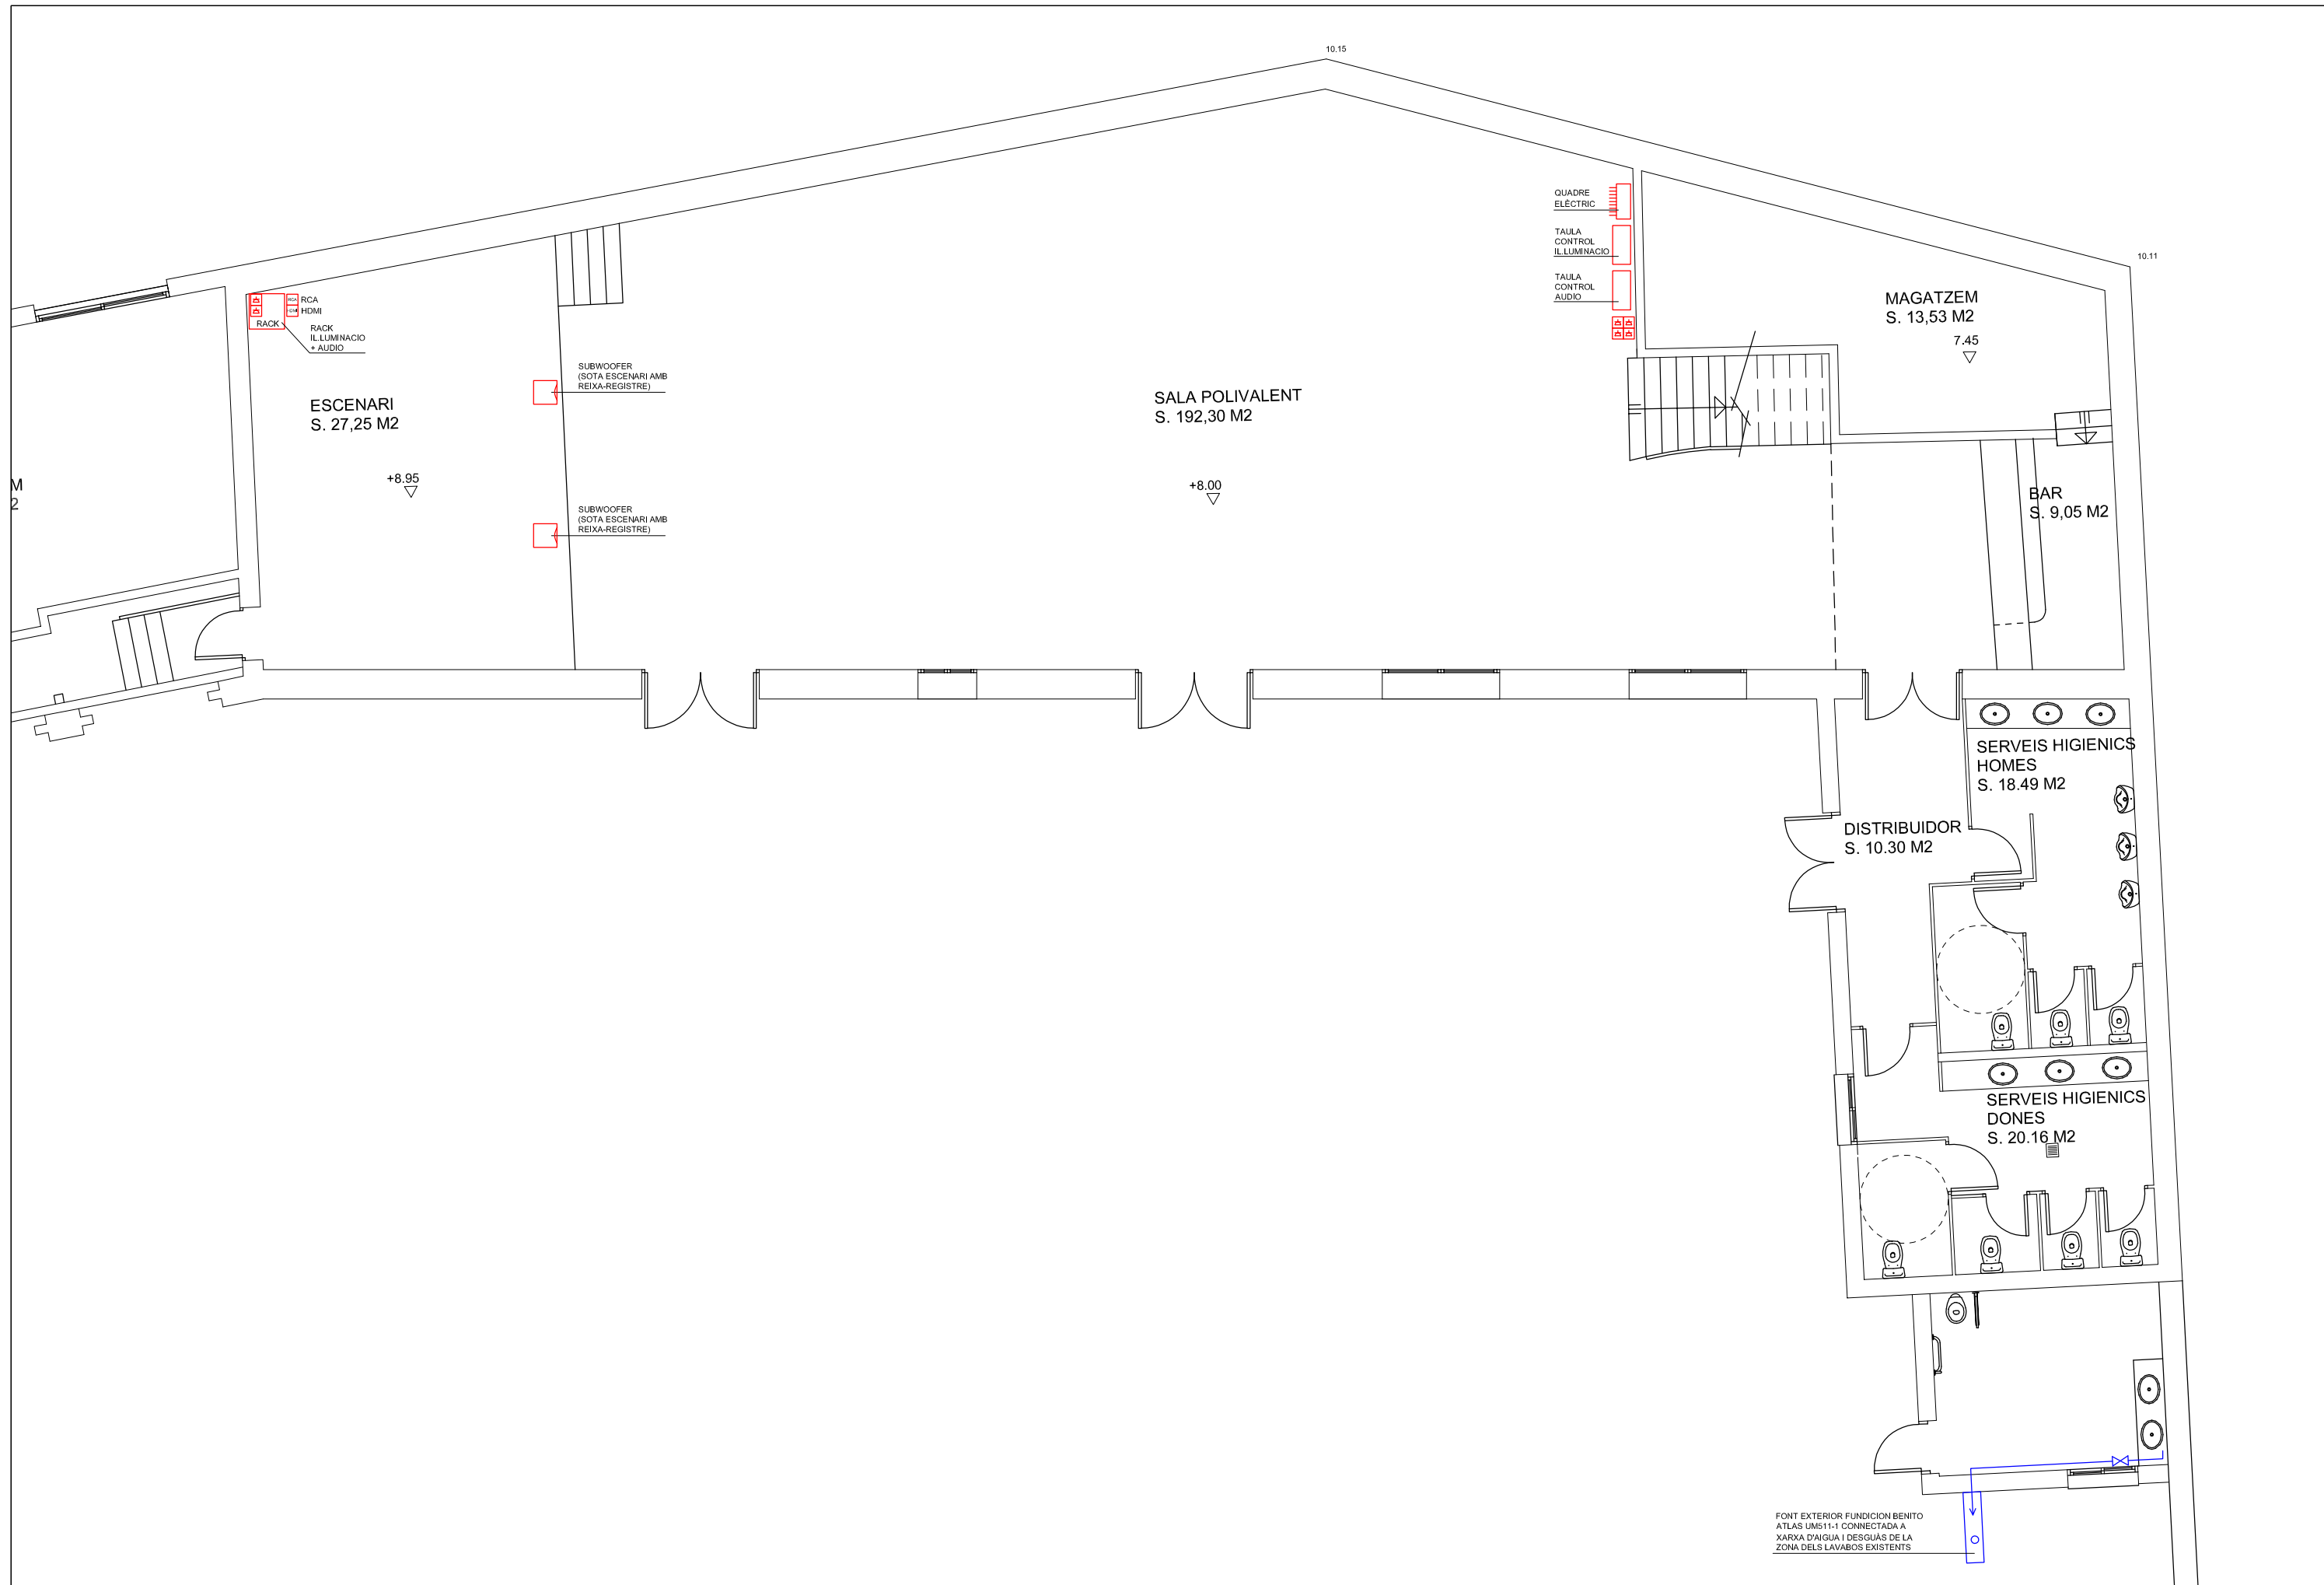 10.15
QUADRE
ELÈCTRIC
TAULA
CONTROL
IL.LUMINACIO
TAULA
CONTROL
AUDIO
10.11
MAGATZEM
S. 13,53 M2
7.45
RCA RCA
HDMI
RACK
RACK
IL.LUMINACIO
+ AUDIO
SUBWOOFER
(SOTA ESCENARI AMB
REIXA-REGISTRE)
ESCENARI
S. 27,25 M2
SALA POLIVALENT
S. 192,30 M2
M
2
+8.95
+8.00
BAR
S. 9,05 M2
SUBWOOFER
(SOTA ESCENARI AMB
REIXA-REGISTRE)
SERVEIS HIGIENICS
HOMES
S. 18.49 M2
DISTRIBUIDOR
S. 10.30 M2
SERVEIS HIGIENICS
DONES
S. 20.16 M2
FONT EXTERIOR FUNDICION BENITO
ATLAS UM511-1 CONNECTADA A
XARXA D'AIGUA I DESGUÀS DE LA
ZONA DELS LAVABOS EXISTENTS